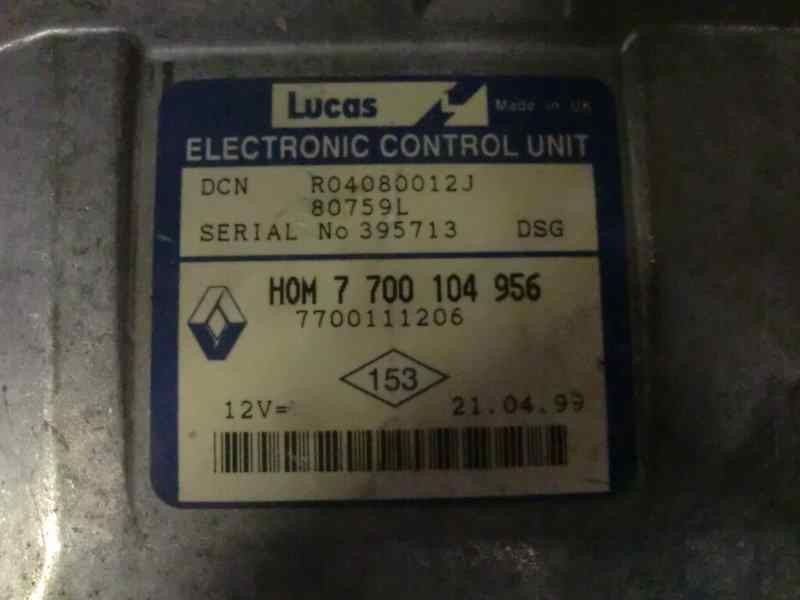 Lucas Made in UK
ELECTRONIC CONTROL UNIT
DCN R04080012J
80759L
SERIAL No 395713 DSG
HOM 7 700 104 956
7700111206
153
12V= 21.04.99